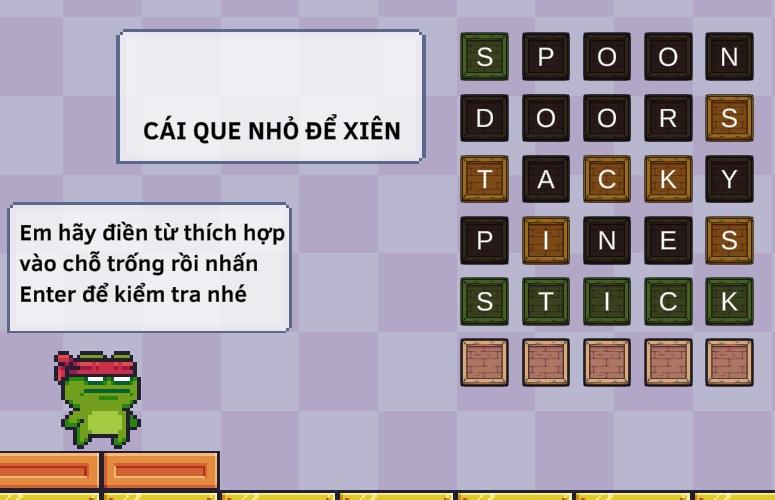 CÁI QUE NHỎ ĐỂ XIÊN
Em hãy điền từ thích hợp
vào chỗ trống rồi nhấn
Enter để kiểm tra nhé
S P O O N
D O O R S
T A C K Y
P I N E S
S T I C K